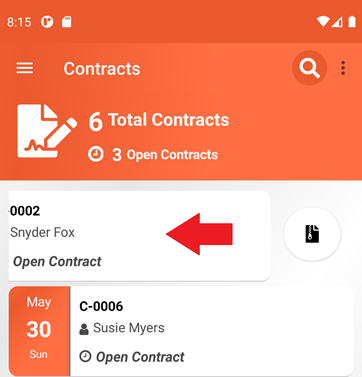 8:15
Contracts
6 Total Contracts
3 Open Contracts
0002
Snyder Fox
Open Contract
May
30
Sun
C-0006
Susie Myers
Open Contract